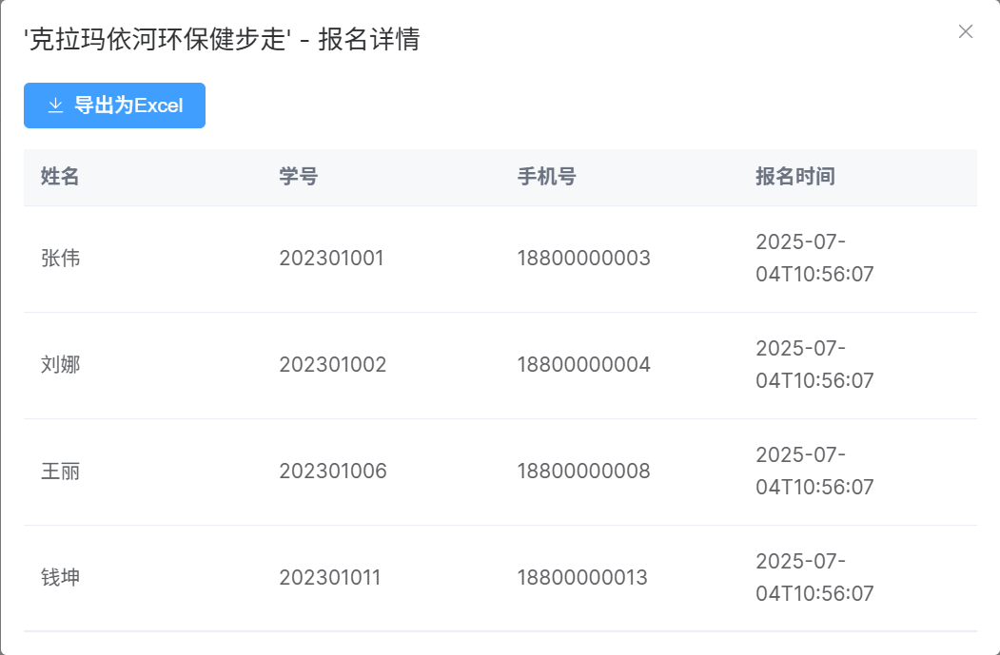 '克拉玛依河环保健步走' - 报名详情
导出为Excel
姓名 学号 手机号 报名时间
张伟 202301001 18800000003 2025-07-
04T10:56:07
刘娜 202301002 18800000004 2025-07-
04T10:56:07
王丽 202301006 18800000008 2025-07-
04T10:56:07
钱坤 202301011 18800000013 2025-07-
04T10:56:07